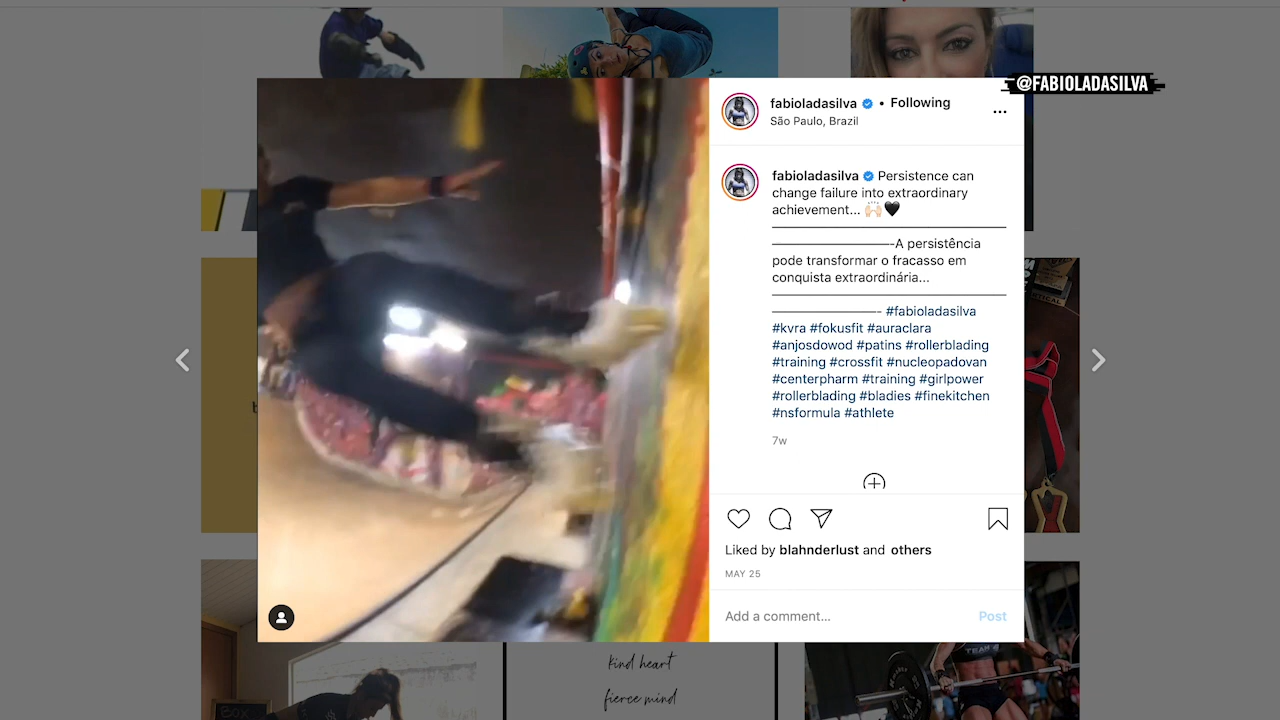 @FABIOLADASILVA
fabioladasilva • Following
São Paulo, Brazil
fabioladasilva Persistence can
change failure into extraordinary
achievement... 🙌🏻🖤
————————————————
————————-A persistência
pode transformar o fracasso em
conquista extraordinária...
————————————————
————————- #fabioladasilva
#kvra #fokusfit #auraclara
#anjosdowod #patins #rollerblading
#training #crossfit #nucleopadovan
#centerpharm #training #girlpower
#rollerblading #bladies #finekitchen
#nsformula #athlete
7w
Liked by blahnderlust and others
MAY 25
Add a comment... Post
kind heart
fierce mind